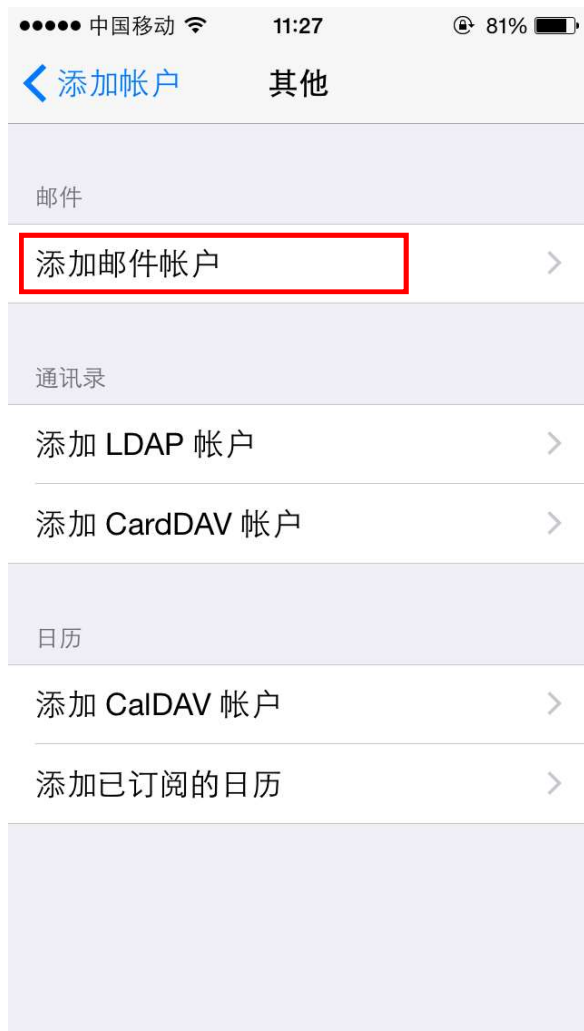 中国移动 11:27 81%
添加帐户 其他
邮件
添加邮件帐户
通讯录
添加 LDAP 帐户
添加 CardDAV 帐户
日历
添加 CalDAV 帐户
添加已订阅的日历